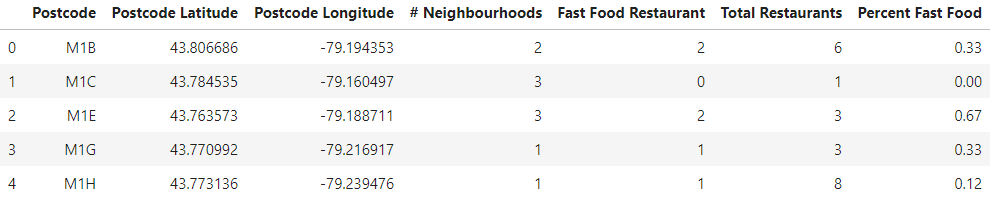 Postcode Postcode Latitude Postcode Longitude # Neighbourhoods Fast Food Restaurant Total Restaurants Percent Fast Food
0 M1B 43.806686 -79.194353 2 2 6 0.33
1 M1C 43.784535 -79.160497 3 0 1 0.00
2 M1E 43.763573 -79.188711 3 2 3 0.67
3 M1G 43.770992 -79.216917 1 1 3 0.33
4 M1H 43.773136 -79.239476 1 1 8 0.12